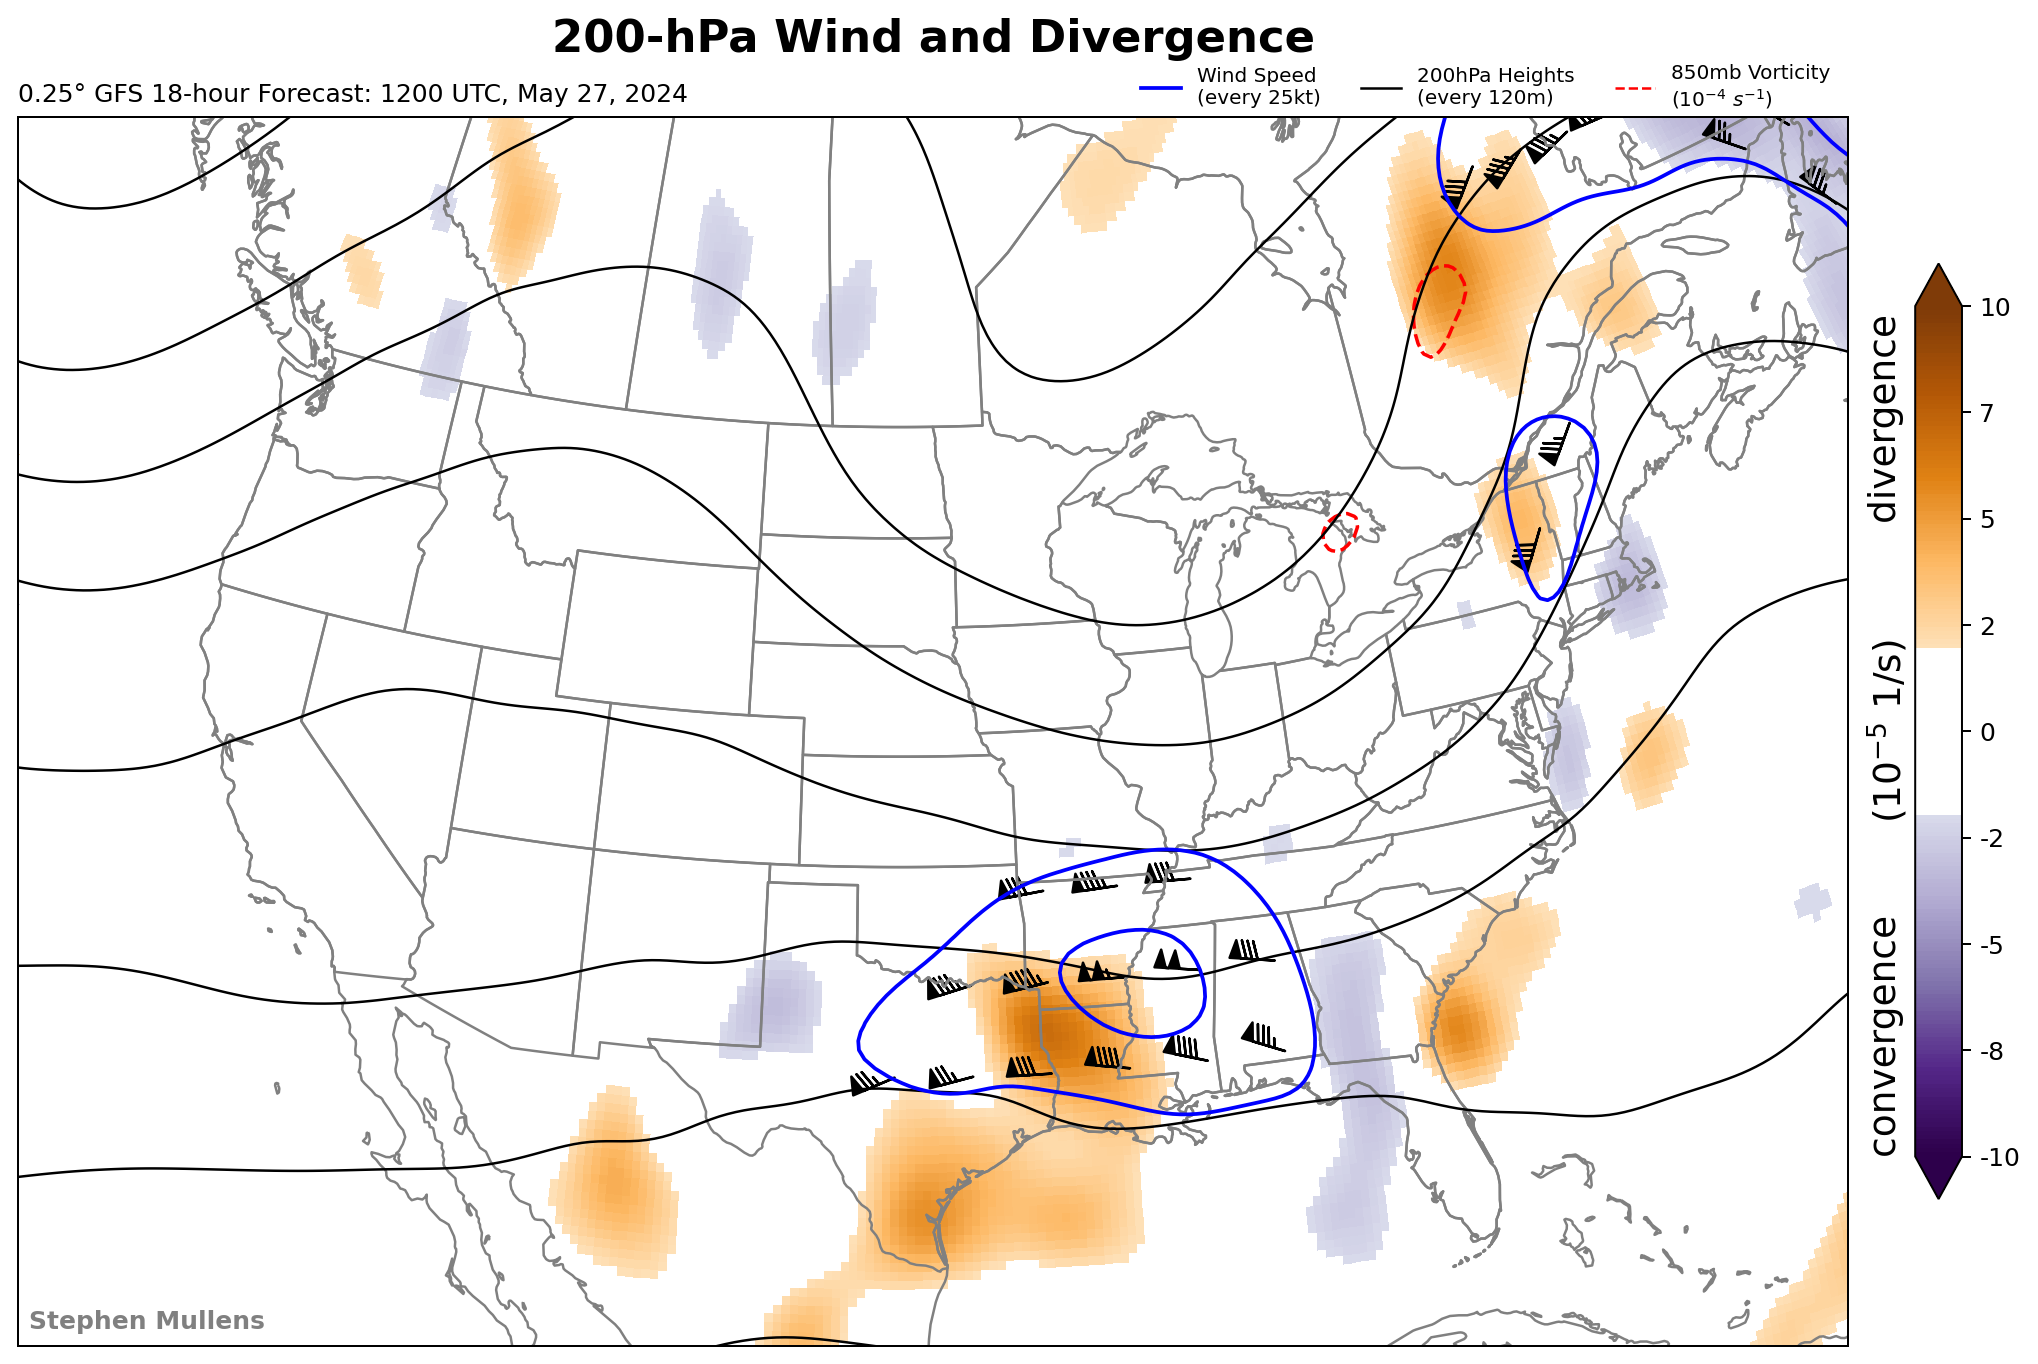 200-hPa Wind and Divergence
0.25° GFS 18-hour Forecast: 1200 UTC, May 27, 2024
Wind Speed
(every 25kt)
200hPa Heights
(every 120m)
850mb Vorticity
(10⁻⁴ s⁻¹)
10
7
5
2
0
-2
-5
-8
-10
convergence (10⁻⁵ 1/s) divergence
Stephen Mullens